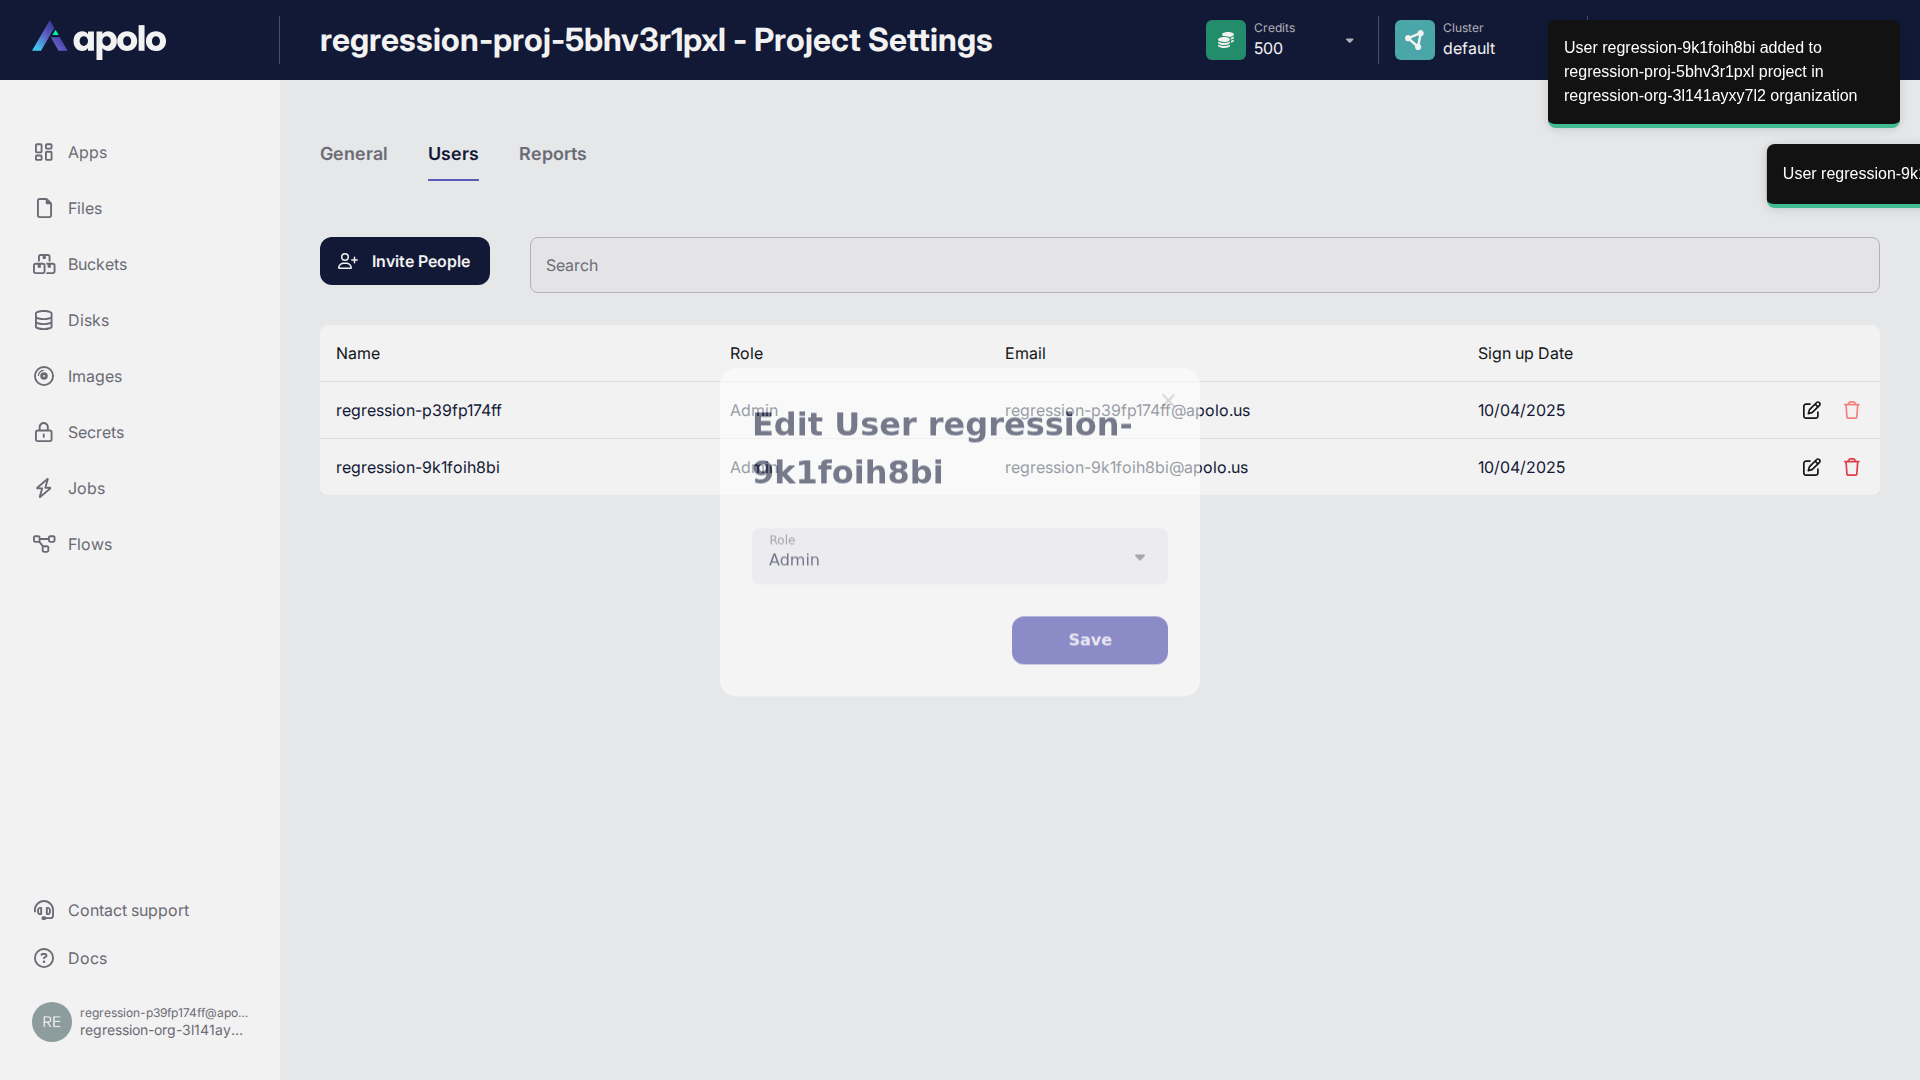 apolo
regression-proj-5bhv3r1pxl - Project Settings
Credits
500
Cluster
default
User regression-9k1foih8bi added to
regression-proj-5bhv3r1pxl project in
regression-org-3l141ayxy7l2 organization
User regression-9k1
Apps
Files
Buckets
Disks
Images
Secrets
Jobs
Flows
Contact support
Docs
RE
regression-p39fp174ff@apo...
regression-org-3l141ay...
General
Users
Reports
Invite People
Search
Name
Role
Email
Sign up Date
regression-p39fp174ff
Admin
regression-p39fp174ff@apolo.us
10/04/2025
regression-9k1foih8bi
Admin
regression-9k1foih8bi@apolo.us
10/04/2025
Edit User regression-
9k1foih8bi
Role
Admin
Save